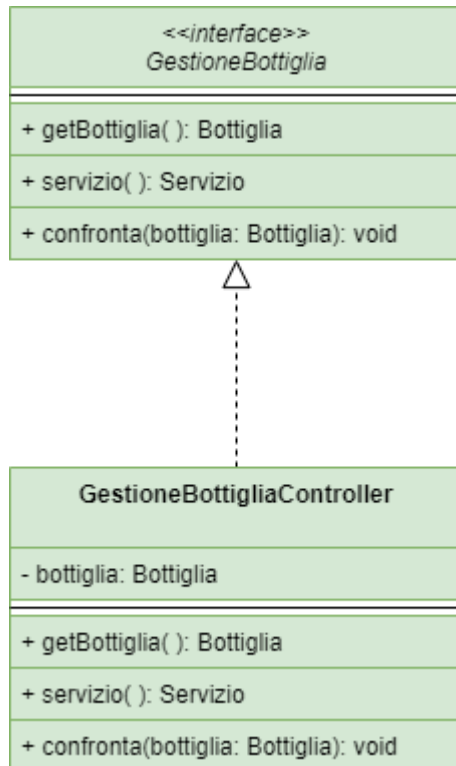 <<interface>>
GestioneBottiglia
+ getBottiglia( ): Bottiglia
+ servizio( ): Servizio
+ confronta(bottiglia: Bottiglia): void
GestioneBottigliaController
- bottiglia: Bottiglia
+ getBottiglia( ): Bottiglia
+ servizio( ): Servizio
+ confronta(bottiglia: Bottiglia): void